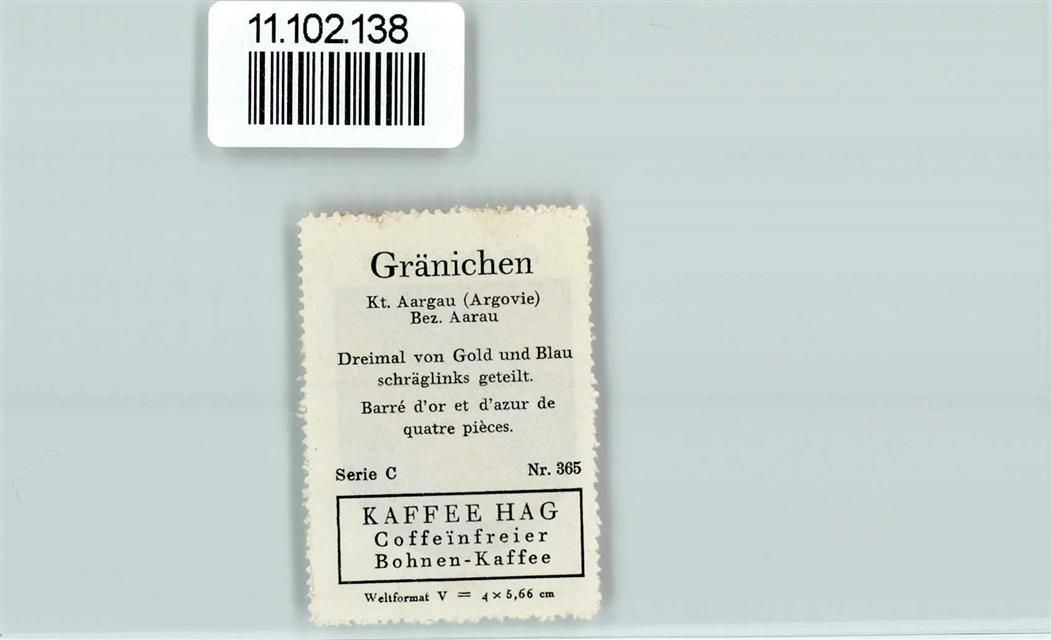 11.102.138
Gränichen
Kt. Aargau (Argovie)
Bez. Aarau
Dreimal von Gold und Blau
schräglinks geteilt.
Barré d'or et d'azur de
quatre pièces.
Serie C Nr. 365
KAFFEE HAG
Coffeïnfreier
Bohnen-Kaffee
Weltformat V = 4 × 5,66 cm